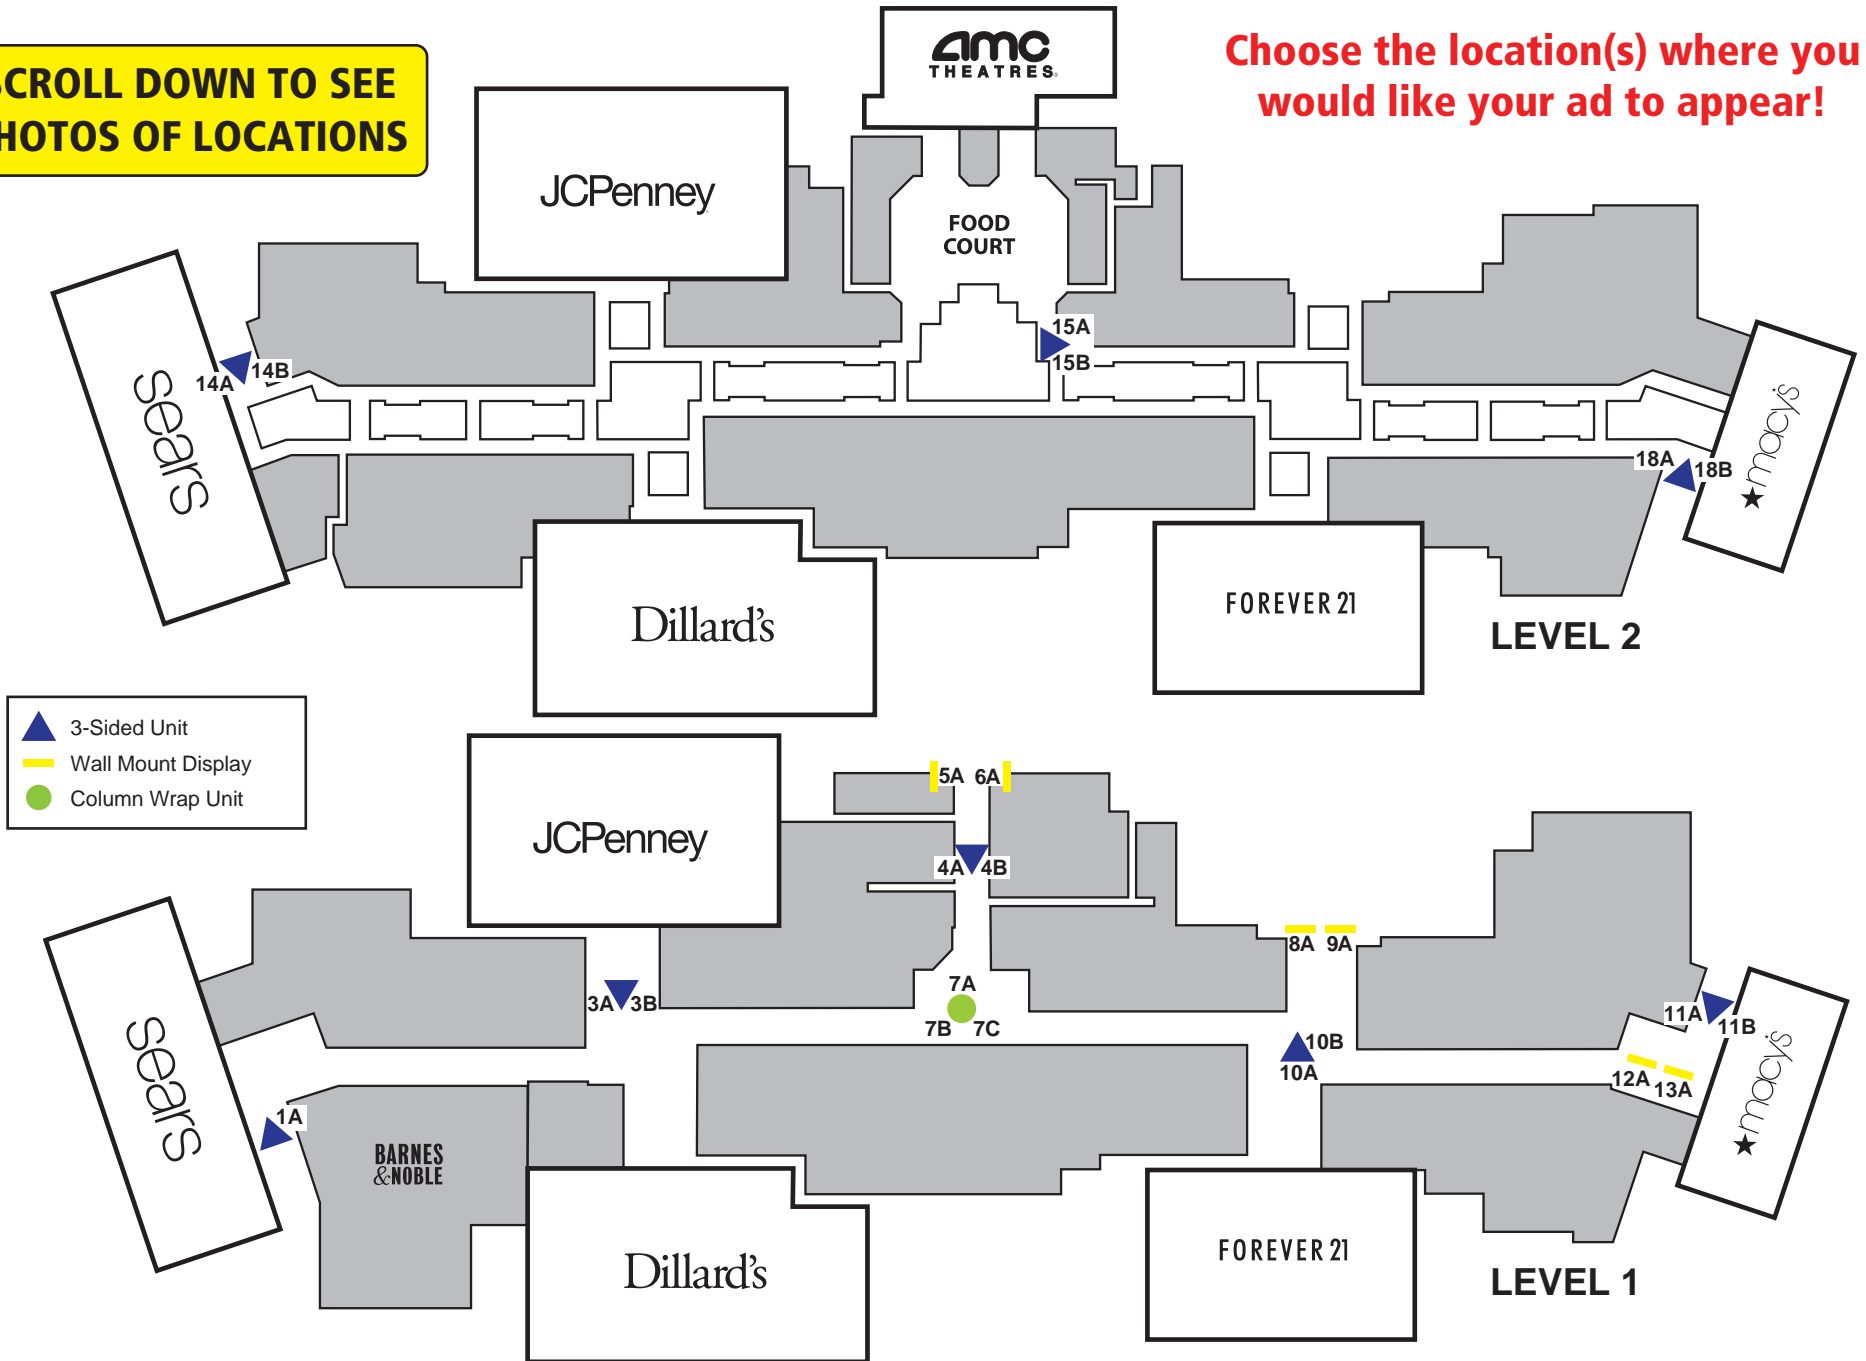 SCROLL DOWN TO SEE
PHOTOS OF LOCATIONS
amc
THEATRES
Choose the location(s) where you
would like your ad to appear!
JCPenney
FOOD
COURT
sears
14A
14B
15A
15B
18A
18B
macy's
Dillard's
FOREVER 21
LEVEL 2
3-Sided Unit
Wall Mount Display
Column Wrap Unit
JCPenney
5A
6A
4A
4B
3A
3B
7A
7B
7C
8A
9A
10B
10A
11A
11B
12A
13A
sears
1A
BARNES
&NOBLE
macy's
Dillard's
FOREVER 21
LEVEL 1